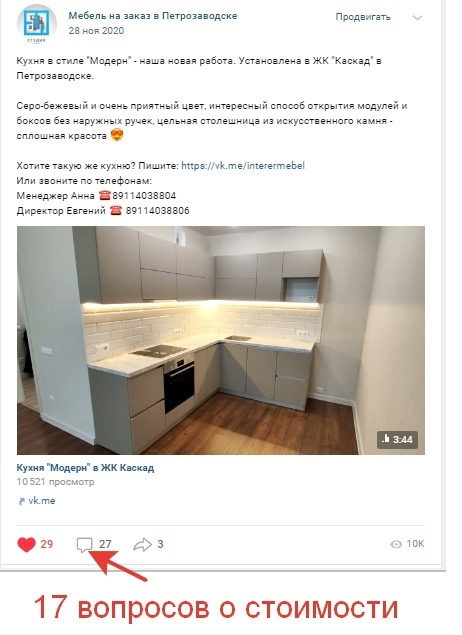 Мебель на заказ в Петрозаводске
Продвигать
28 ноя 2020
студия
Кухня в стиле "Модерн" - наша новая работа. Установлена в ЖК "Каскад" в
Петрозаводске.
Серо-бежевый и очень приятный цвет, интересный способ открытия модулей и
боксов без наружных ручек, цельная столешница из искусственного камня -
сплошная красота 😍
Хотите такую же кухню? Пишите: https://vk.me/interermebel
Или звоните по телефонам:
Менеджер Анна ☎89114038804
Директор Евгений ☎ 89114038806
3:44
Кухня "Модерн" в ЖК Каскад
10 521 просмотр
vk.me
29 27 3 10K
17 вопросов о стоимости